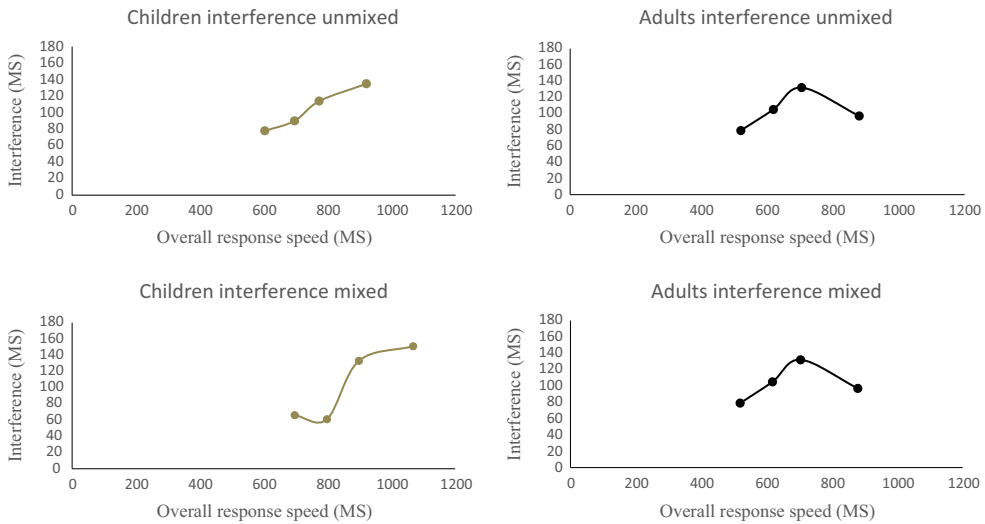 Children interference unmixed
Interference (MS)
180
160
140
120
100
80
60
40
20
0
0 200 400 600 800 1000 1200
Overall response speed (MS)
Adults interference unmixed
Interference (MS)
180
160
140
120
100
80
60
40
20
0
0 200 400 600 800 1000 1200
Overall response speed (MS)
Children interference mixed
Interference (MS)
180
160
140
120
100
80
60
40
20
0
0 200 400 600 800 1000 1200
Overall response speed (MS)
Adults interference mixed
Interference (MS)
180
160
140
120
100
80
60
40
20
0
0 200 400 600 800 1000 1200
Overall response speed (MS)